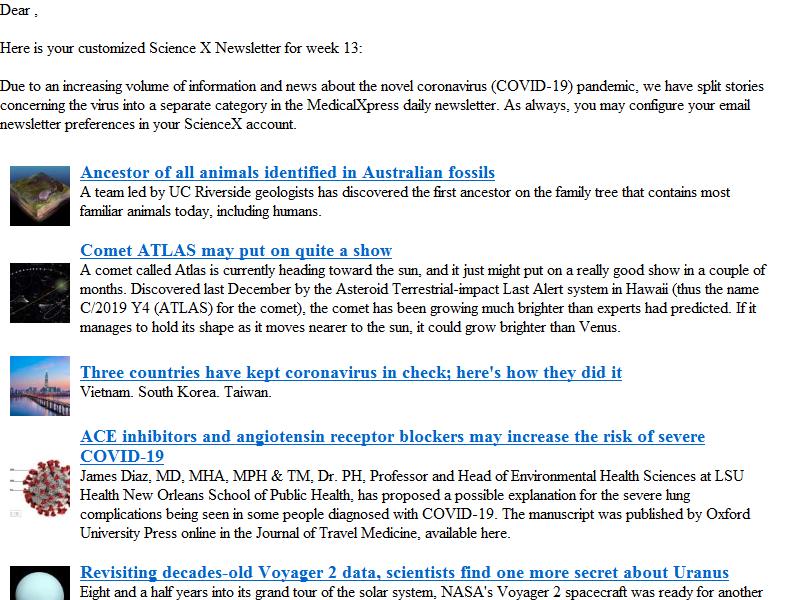 Dear ,
Here is your customized Science X Newsletter for week 13:
Due to an increasing volume of information and news about the novel coronavirus (COVID-19) pandemic, we have split stories
concerning the virus into a separate category in the MedicalXpress daily newsletter. As always, you may configure your email
newsletter preferences in your ScienceX account.
Ancestor of all animals identified in Australian fossils
A team led by UC Riverside geologists has discovered the first ancestor on the family tree that contains most
familiar animals today, including humans.
Comet ATLAS may put on quite a show
A comet called Atlas is currently heading toward the sun, and it just might put on a really good show in a couple of
months. Discovered last December by the Asteroid Terrestrial-impact Last Alert system in Hawaii (thus the name
C/2019 Y4 (ATLAS) for the comet), the comet has been growing much brighter than experts had predicted. If it
manages to hold its shape as it moves nearer to the sun, it could grow brighter than Venus.
Three countries have kept coronavirus in check; here's how they did it
Vietnam. South Korea. Taiwan.
ACE inhibitors and angiotensin receptor blockers may increase the risk of severe
COVID-19
James Diaz, MD, MHA, MPH & TM, Dr. PH, Professor and Head of Environmental Health Sciences at LSU
Health New Orleans School of Public Health, has proposed a possible explanation for the severe lung
complications being seen in some people diagnosed with COVID-19. The manuscript was published by Oxford
University Press online in the Journal of Travel Medicine, available here.
Revisiting decades-old Voyager 2 data, scientists find one more secret about Uranus
Eight and a half years into its grand tour of the solar system, NASA's Voyager 2 spacecraft was ready for another